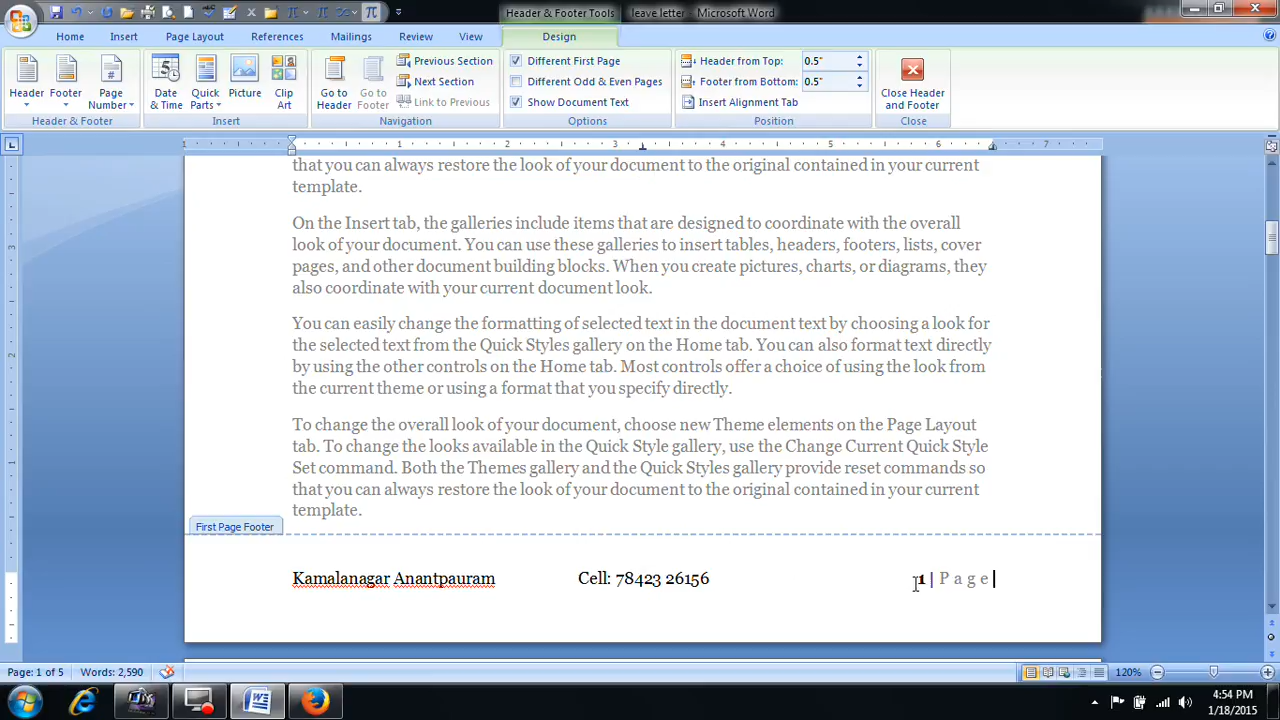 Header & Footer Tools
leave letter - Microsoft Word
Home Insert Page Layout References Mailings Review View Design
Header
Footer
Page Number
Header & Footer
Date & Time
Quick Parts
Picture
Clip Art
Insert
Go to Header
Go to Footer
Previous Section
Next Section
Link to Previous
Navigation
Different First Page
Different Odd & Even Pages
Show Document Text
Options
Header from Top: 0.5"
Footer from Bottom: 0.5"
Insert Alignment Tab
Position
Close Header and Footer
Close
1 1 2 3 4 5 6 7
3
2
1
that you can always restore the look of your document to the original contained in your current
template.
On the Insert tab, the galleries include items that are designed to coordinate with the overall
look of your document. You can use these galleries to insert tables, headers, footers, lists, cover
pages, and other document building blocks. When you create pictures, charts, or diagrams, they
also coordinate with your current document look.
You can easily change the formatting of selected text in the document text by choosing a look for
the selected text from the Quick Styles gallery on the Home tab. You can also format text directly
by using the other controls on the Home tab. Most controls offer a choice of using the look from
the current theme or using a format that you specify directly.
To change the overall look of your document, choose new Theme elements on the Page Layout
tab. To change the looks available in the Quick Style gallery, use the Change Current Quick Style
Set command. Both the Themes gallery and the Quick Styles gallery provide reset commands so
that you can always restore the look of your document to the original contained in your current
template.
First Page Footer
Kamalanagar Anantpauram Cell: 78423 26156 1 | P a g e
Page: 1 of 5 Words: 2,590 120%
4:54 PM
1/18/2015